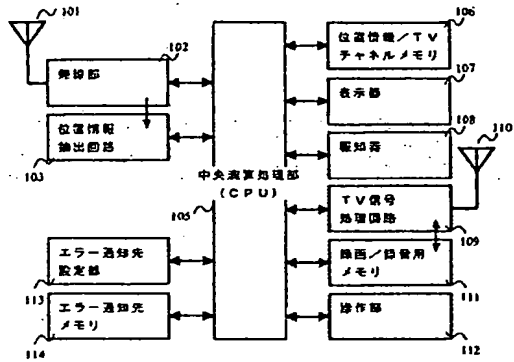 101
102
無線部
位置情報
抽出回路
103
中央演算処理部
(CPU)
105
エラー通知先
設定部
113
エラー通知先
メモリ
114
106
位置情報/TV
チャネルメモリ
107
表示器
108
報知器
110
TV信号
処理回路
109
録画/録音用
メモリ
111
操作部
112